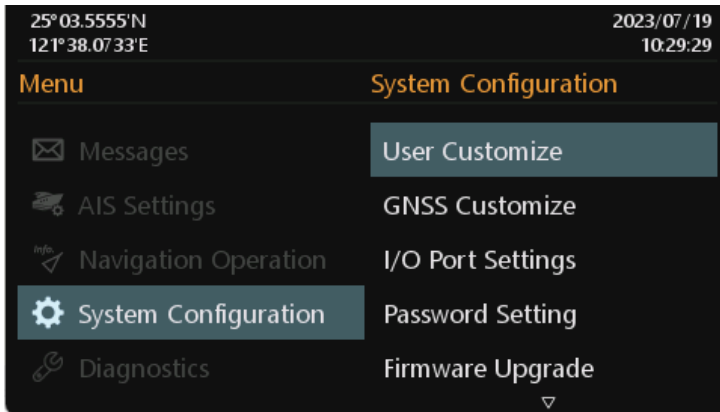 25°03.5555'N
121°38.0733'E
2023/07/19
10:29:29
Menu
Messages
AIS Settings
Info.
Navigation Operation
System Configuration
Diagnostics
System Configuration
User Customize
GNSS Customize
I/O Port Settings
Password Setting
Firmware Upgrade